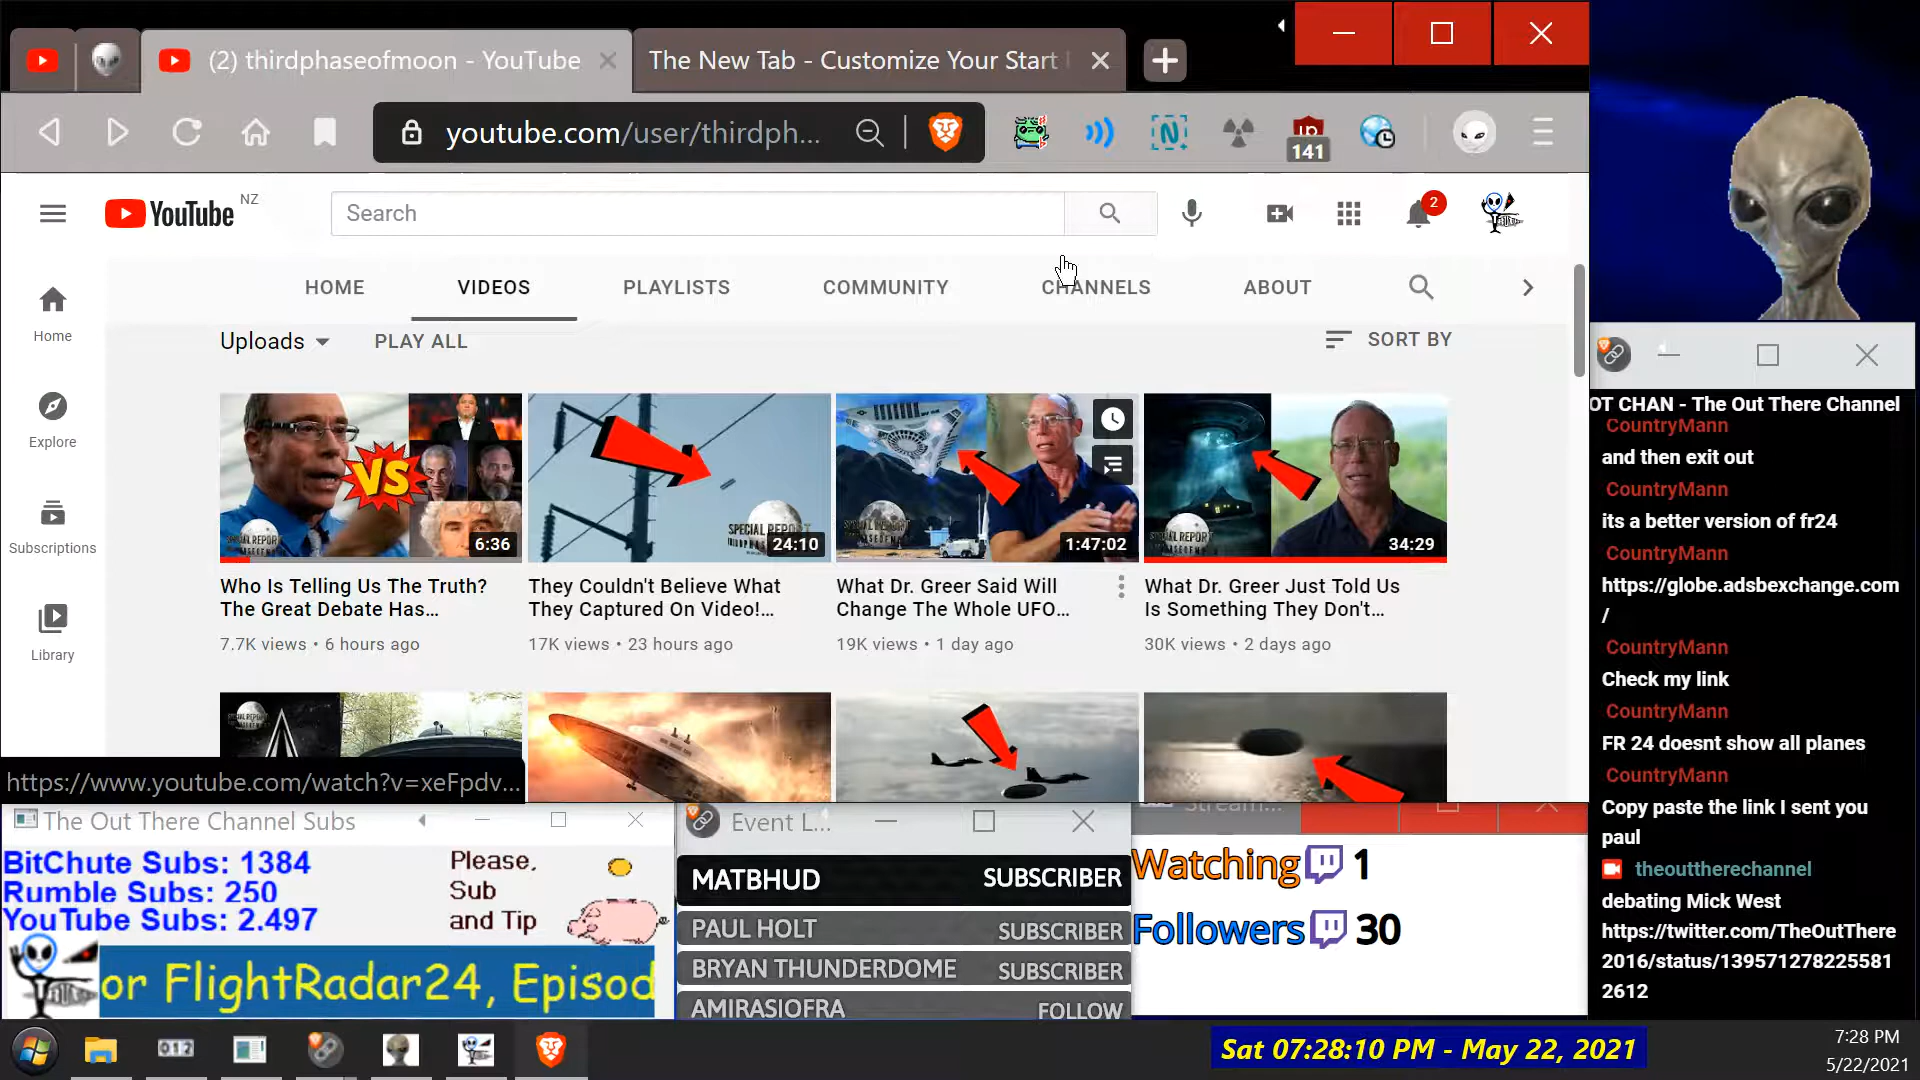 (2) thirdphaseofmoon - YouTube
The New Tab - Customize Your Start
youtube.com/user/thirdph...
141
YouTube
NZ
Search
2
HOME
VIDEOS
PLAYLISTS
COMMUNITY
CHANNELS
ABOUT
Home
Explore
Subscriptions
Library
Uploads
PLAY ALL
SORT BY
VS
6:36
SPECIAL REPORT
24:10
1:47:02
34:29
Who Is Telling Us The Truth?
The Great Debate Has...
7.7K views • 6 hours ago
They Couldn't Believe What
They Captured On Video!...
17K views • 23 hours ago
What Dr. Greer Said Will
Change The Whole UFO...
19K views • 1 day ago
What Dr. Greer Just Told Us
Is Something They Don't...
30K views • 2 days ago
https://www.youtube.com/watch?v=xeFpdv...
OT CHAN - The Out There Channel
CountryMann
and then exit out
CountryMann
its a better version of fr24
CountryMann
https://globe.adsbexchange.com
/
CountryMann
Check my link
CountryMann
FR 24 doesnt show all planes
CountryMann
Copy paste the link I sent you
paul
theouttherechannel
debating Mick West
https://twitter.com/TheOutThere
2016/status/139571278225581
2612
The Out There Channel Subs
BitChute Subs: 1384
Rumble Subs: 250
YouTube Subs: 2.497
Please,
Sub
and Tip
or FlightRadar24, Episod
Event L...
MATBHUD SUBSCRIBER
PAUL HOLT SUBSCRIBER
BRYAN THUNDERDOME SUBSCRIBER
AMIRASIOFRA FOLLOW
Stream...
Watching 1
Followers 30
012
Sat 07:28:10 PM - May 22, 2021
7:28 PM
5/22/2021